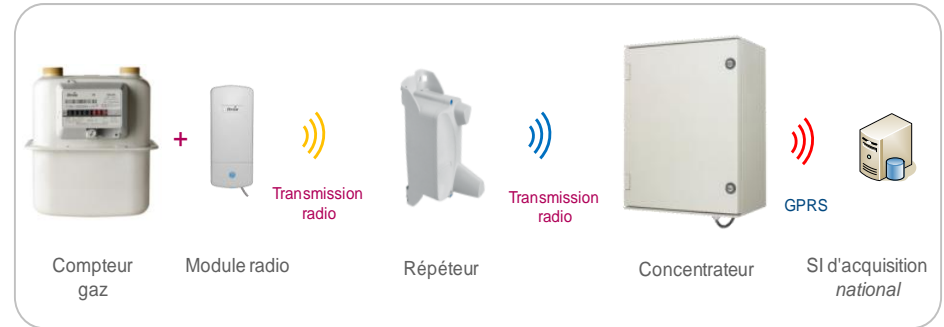 +
Transmission
radio
Transmission
radio
GPRS
Compteur
gaz
Module radio
Répéteur
Concentrateur
SI d'acquisition
national